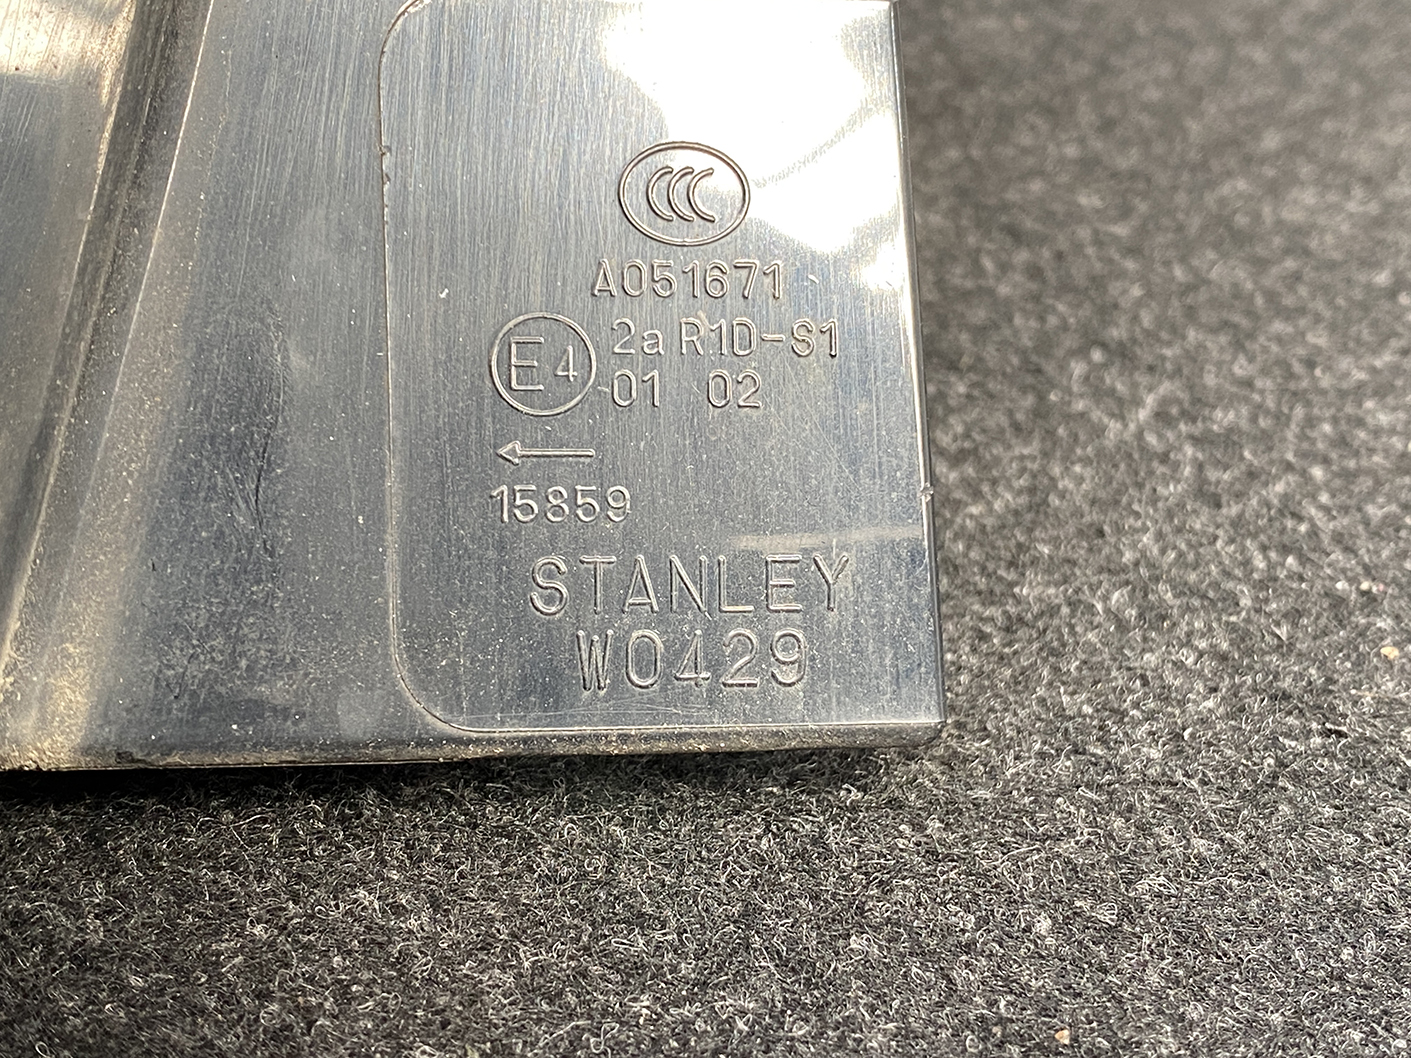 CCC
A051671
E4 2a R1D-S1
01 02
←
15859
STANLEY
W0429